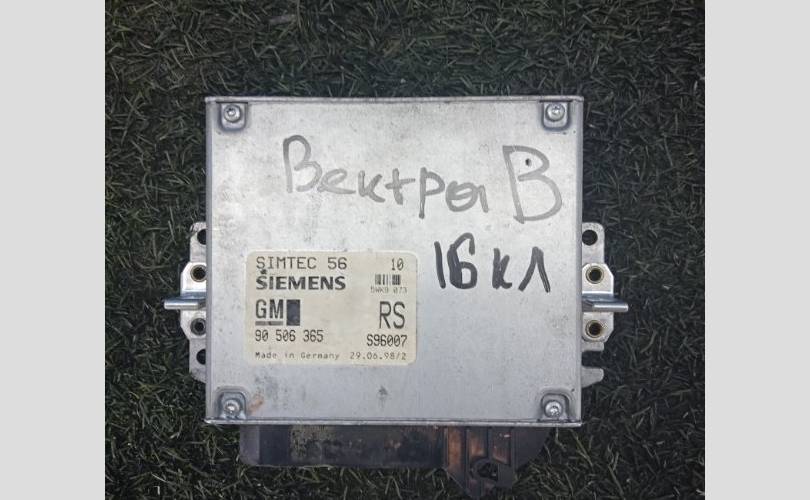 Вектра B
16 кл
SIMTEC 56 10
SIEMENS
5WK9 073
GM RS
90 506 365 S96007
Made in Germany 29.06.98/2